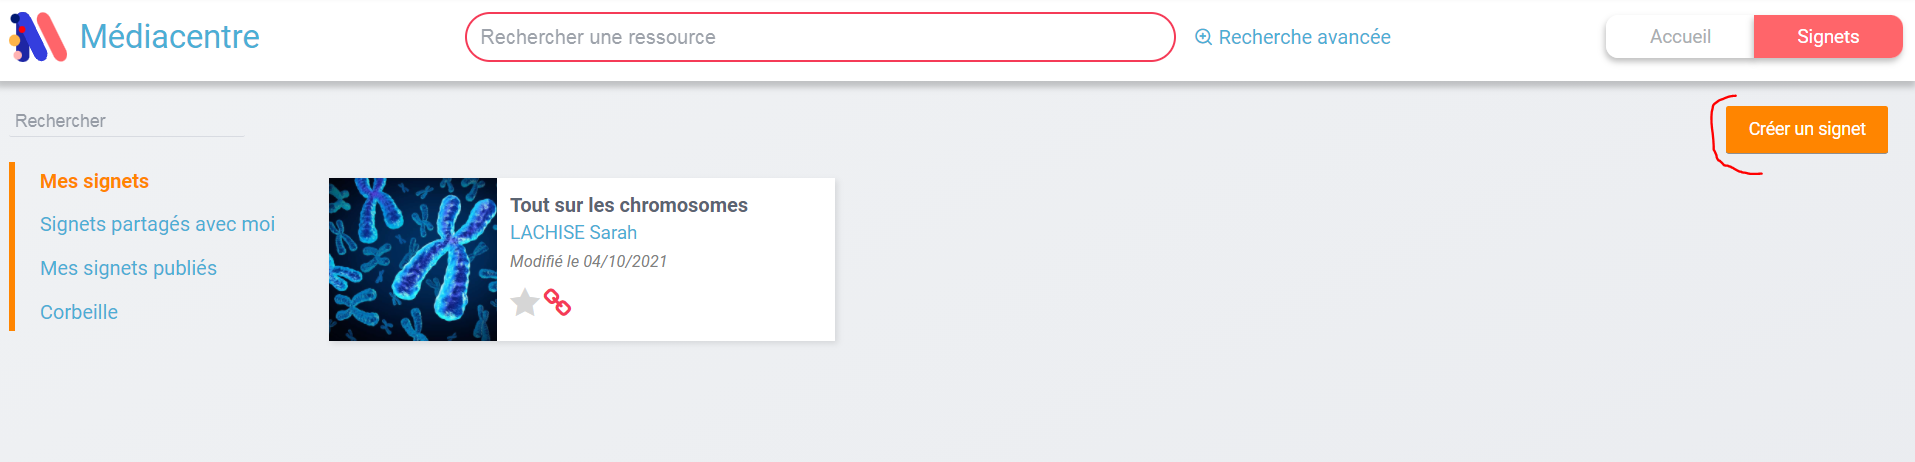 Médiacentre
Rechercher une ressource
Recherche avancée
Accueil
Signets
Rechercher
Créer un signet
Mes signets
Signets partagés avec moi
Mes signets publiés
Corbeille
Tout sur les chromosomes
LACHISE Sarah
Modifié le 04/10/2021